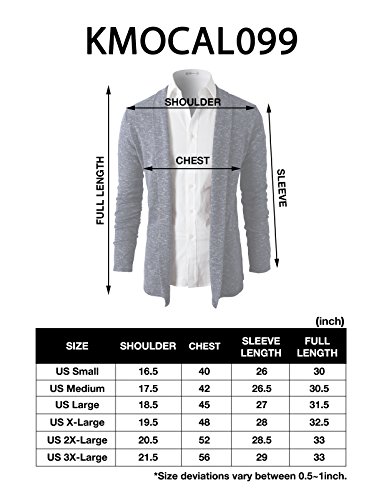 KMOCAL099
SHOULDER
CHEST
FULL LENGTH
SLEEVE
(inch)
SIZE SHOULDER CHEST SLEEVE LENGTH FULL LENGTH
US Small 16.5 40 26 30
US Medium 17.5 42 26.5 30.5
US Large 18.5 45 27 31.5
US X-Large 19.5 48 28 32.5
US 2X-Large 20.5 52 28.5 33
US 3X-Large 21.5 56 29 33
*Size deviations vary between 0.5~1inch.